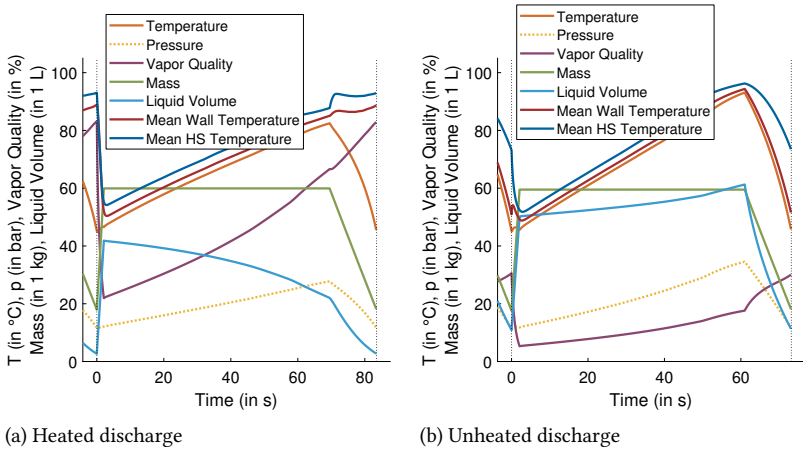 Temperature
Pressure
Vapor Quality
Mass
Liquid Volume
Mean Wall Temperature
Mean HS Temperature
T (in °C), p (in bar), Vapor Quality (in %)
Mass (in 1 kg), Liquid Volume (in 1 L)
100
80
60
40
20
0
0 20 40 60 80
Time (in s)
(a) Heated discharge
Temperature
Pressure
Vapor Quality
Mass
Liquid Volume
Mean Wall Temperature
Mean HS Temperature
T (in °C), p (in bar), Vapor Quality (in %)
Mass (in 1 kg), Liquid Volume (in 1 L)
100
80
60
40
20
0
0 20 40 60
Time (in s)
(b) Unheated discharge